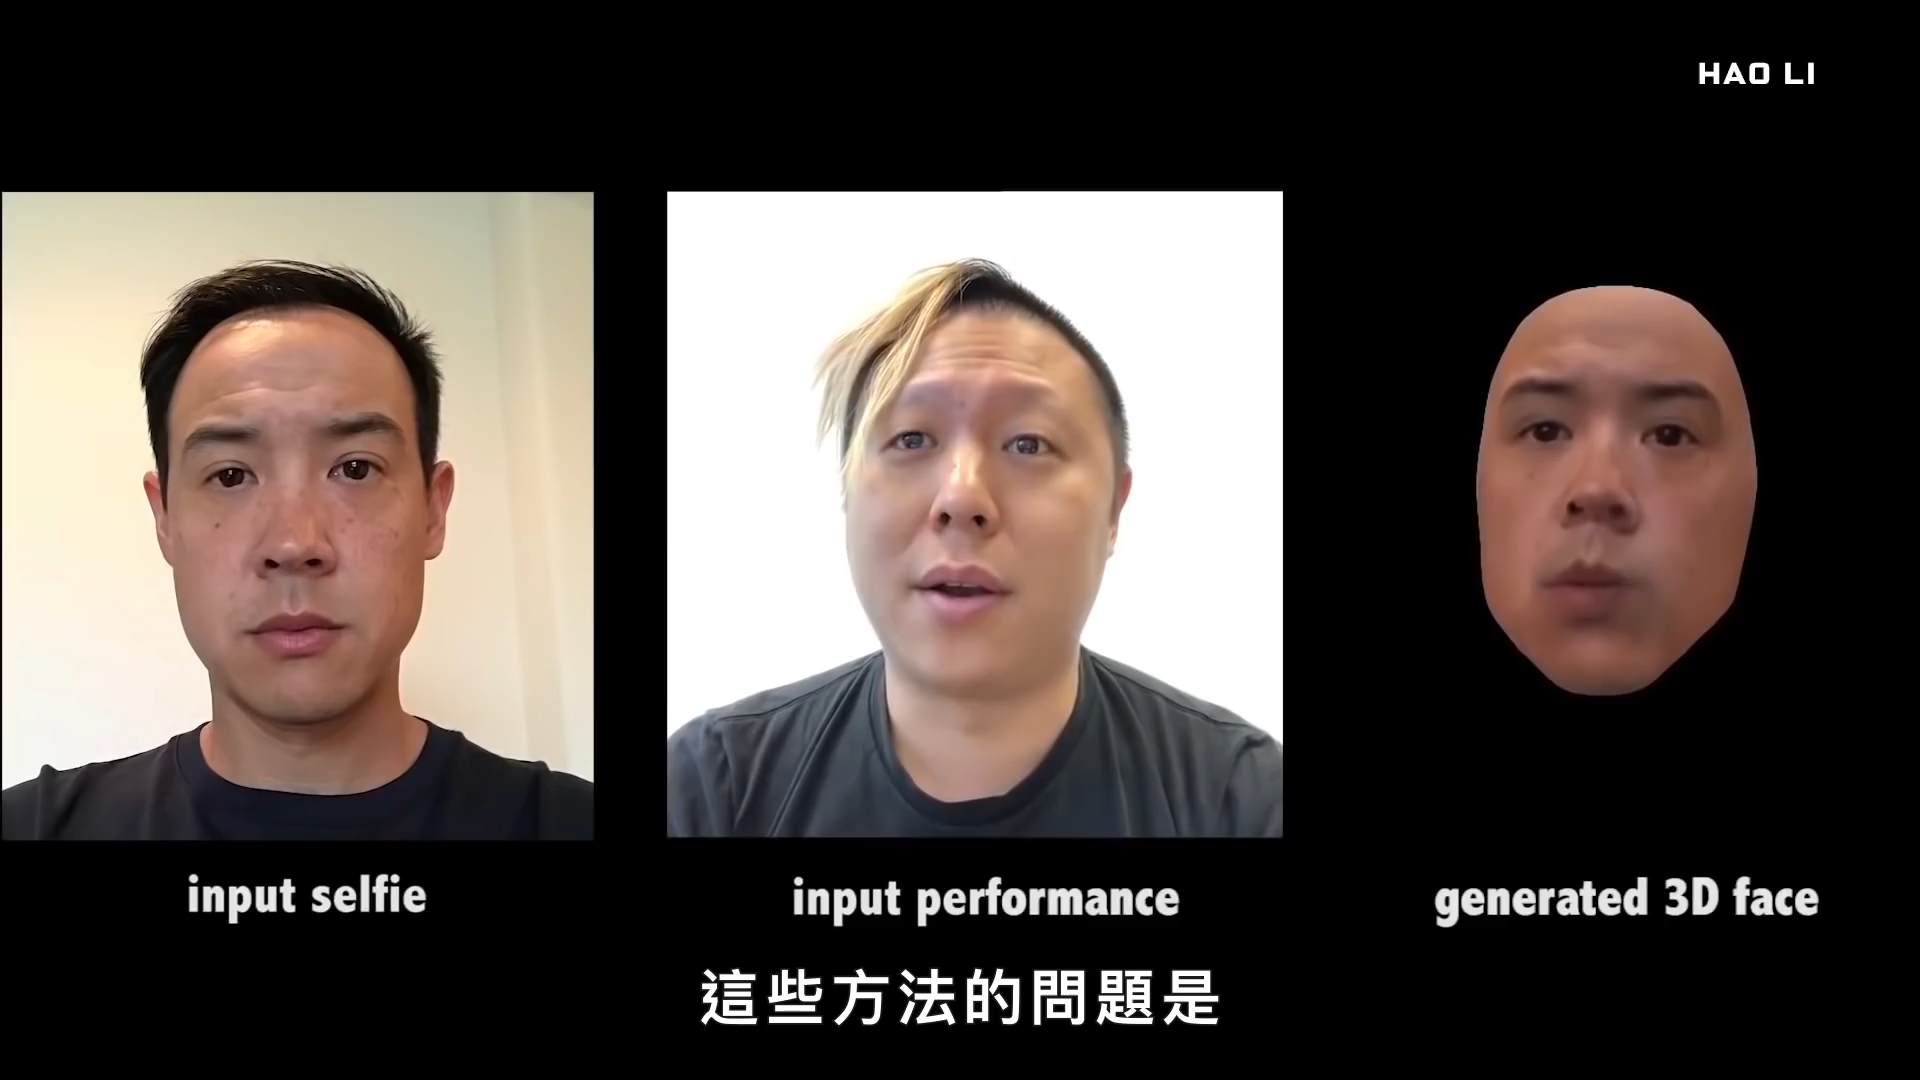 HAO LI
input selfie
input performance
generated 3D face
這些方法的問題是